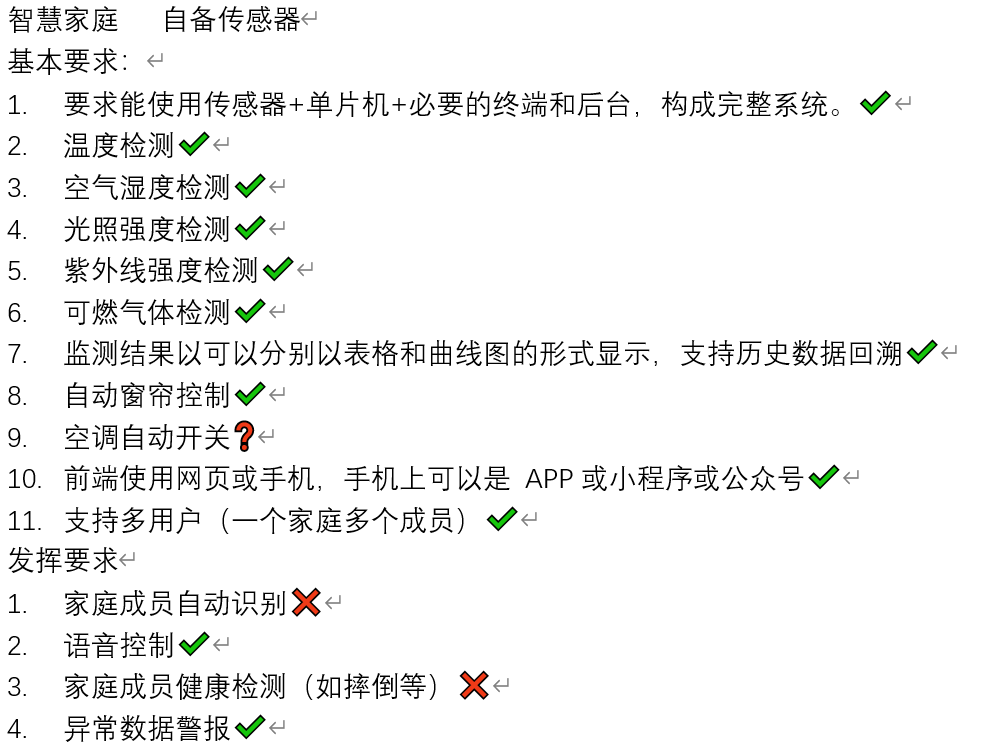 智慧家庭 自备传感器
基本要求：
1. 要求能使用传感器+单片机+必要的终端和后台，构成完整系统。✔
2. 温度检测✔
3. 空气湿度检测✔
4. 光照强度检测✔
5. 紫外线强度检测✔
6. 可燃气体检测✔
7. 监测结果以可以分别以表格和曲线图的形式显示，支持历史数据回溯✔
8. 自动窗帘控制✔
9. 空调自动开关❓
10. 前端使用网页或手机，手机上可以是 APP 或小程序或公众号✔
11. 支持多用户（一个家庭多个成员）✔
发挥要求
1. 家庭成员自动识别❌
2. 语音控制✔
3. 家庭成员健康检测（如摔倒等）❌
4. 异常数据警报✔